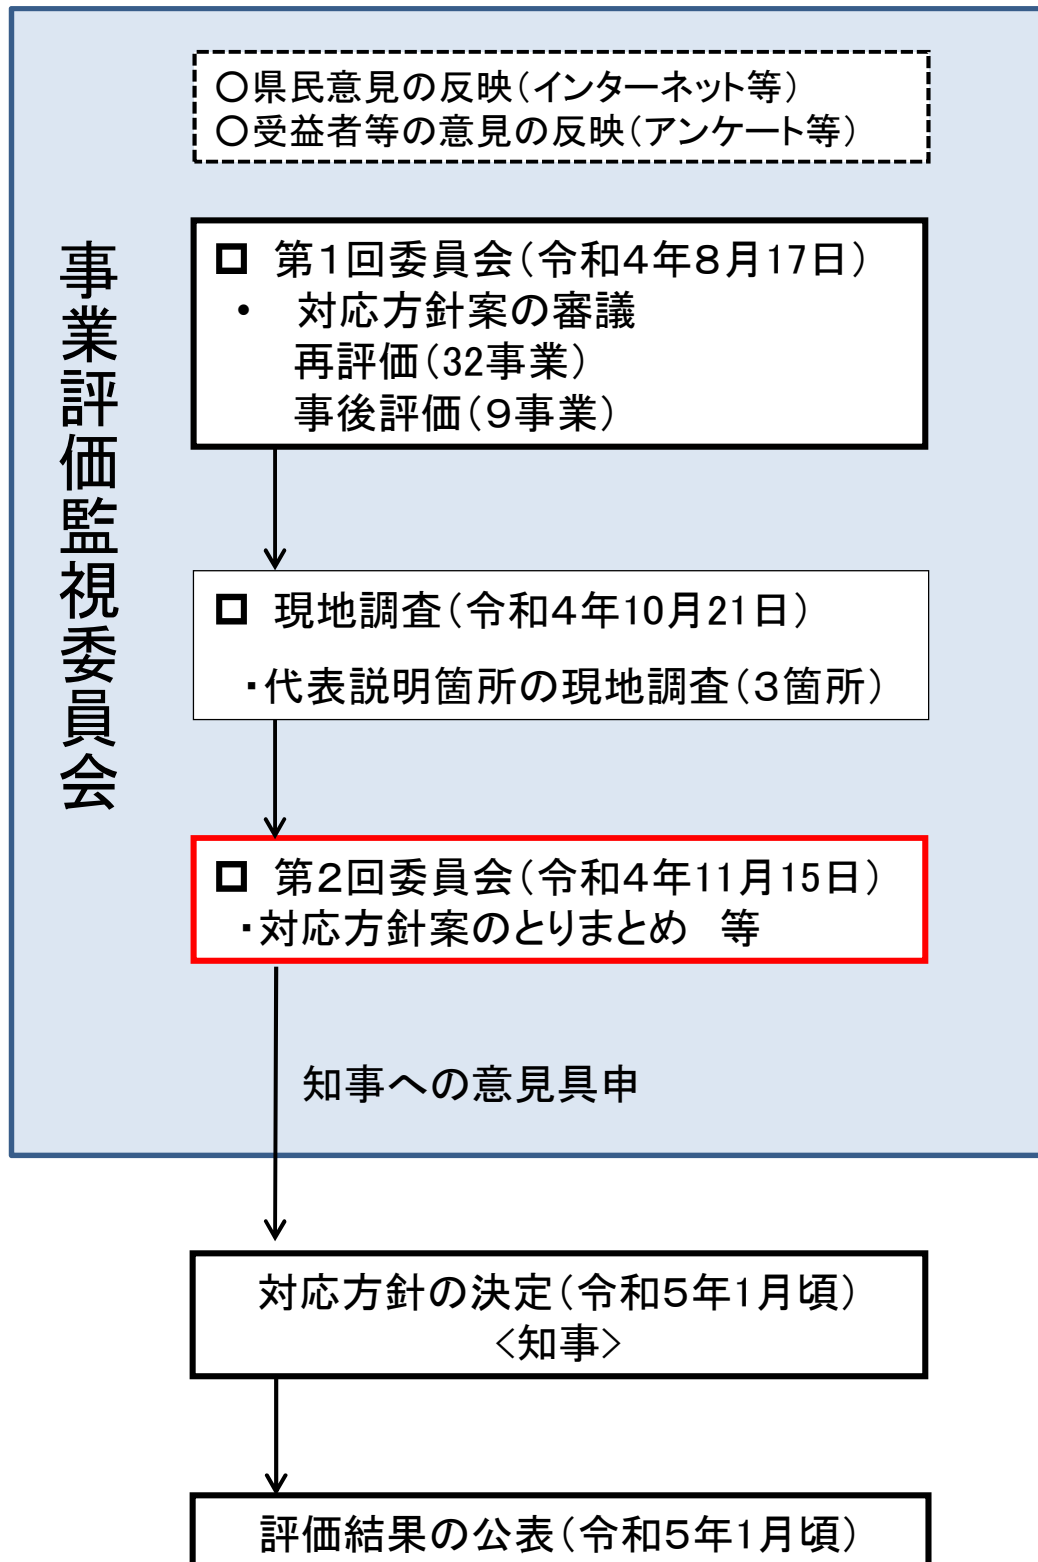 ○県民意見の反映(インターネット等)
○受益者等の意見の反映(アンケート等)
事業評価監視委員会
□ 第1回委員会(令和4年8月17日)
• 対応方針案の審議
再評価(32事業)
事後評価(9事業)
□ 現地調査(令和4年10月21日)
・代表説明箇所の現地調査(3箇所)
□ 第2回委員会(令和4年11月15日)
・対応方針案のとりまとめ 等
知事への意見具申
対応方針の決定(令和5年1月頃)
<知事>
評価結果の公表(令和5年1月頃)